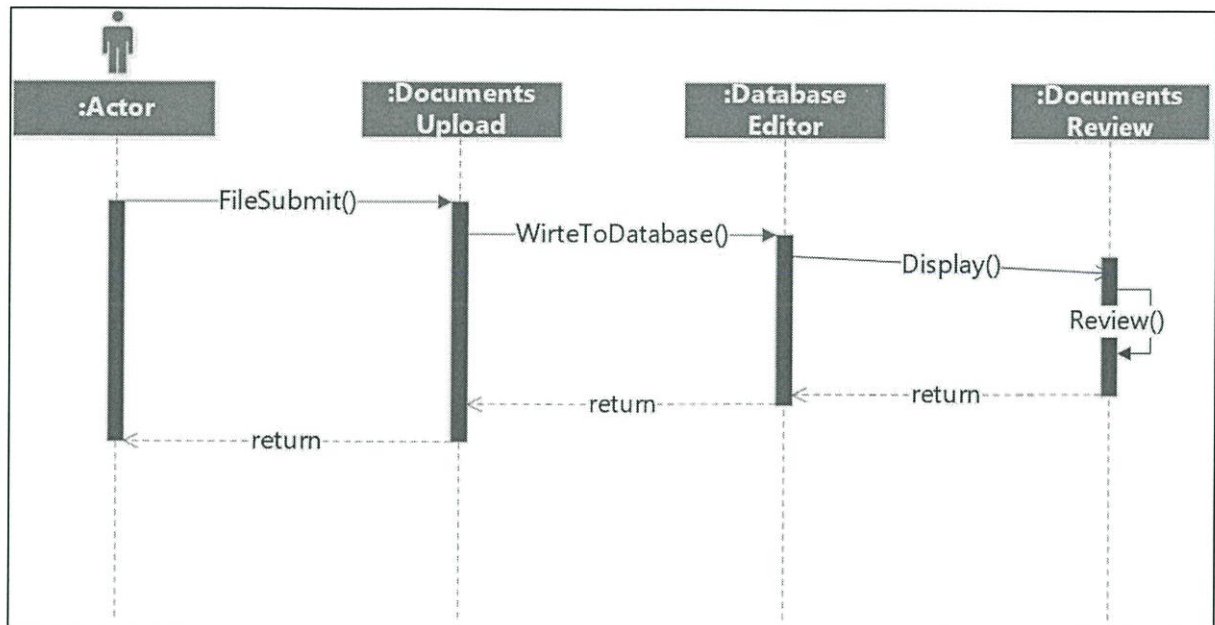 :Actor
:Documents
Upload
:Database
Editor
:Documents
Review
FileSubmit()
WirteToDatabase()
Display()
Review()
return
return
return